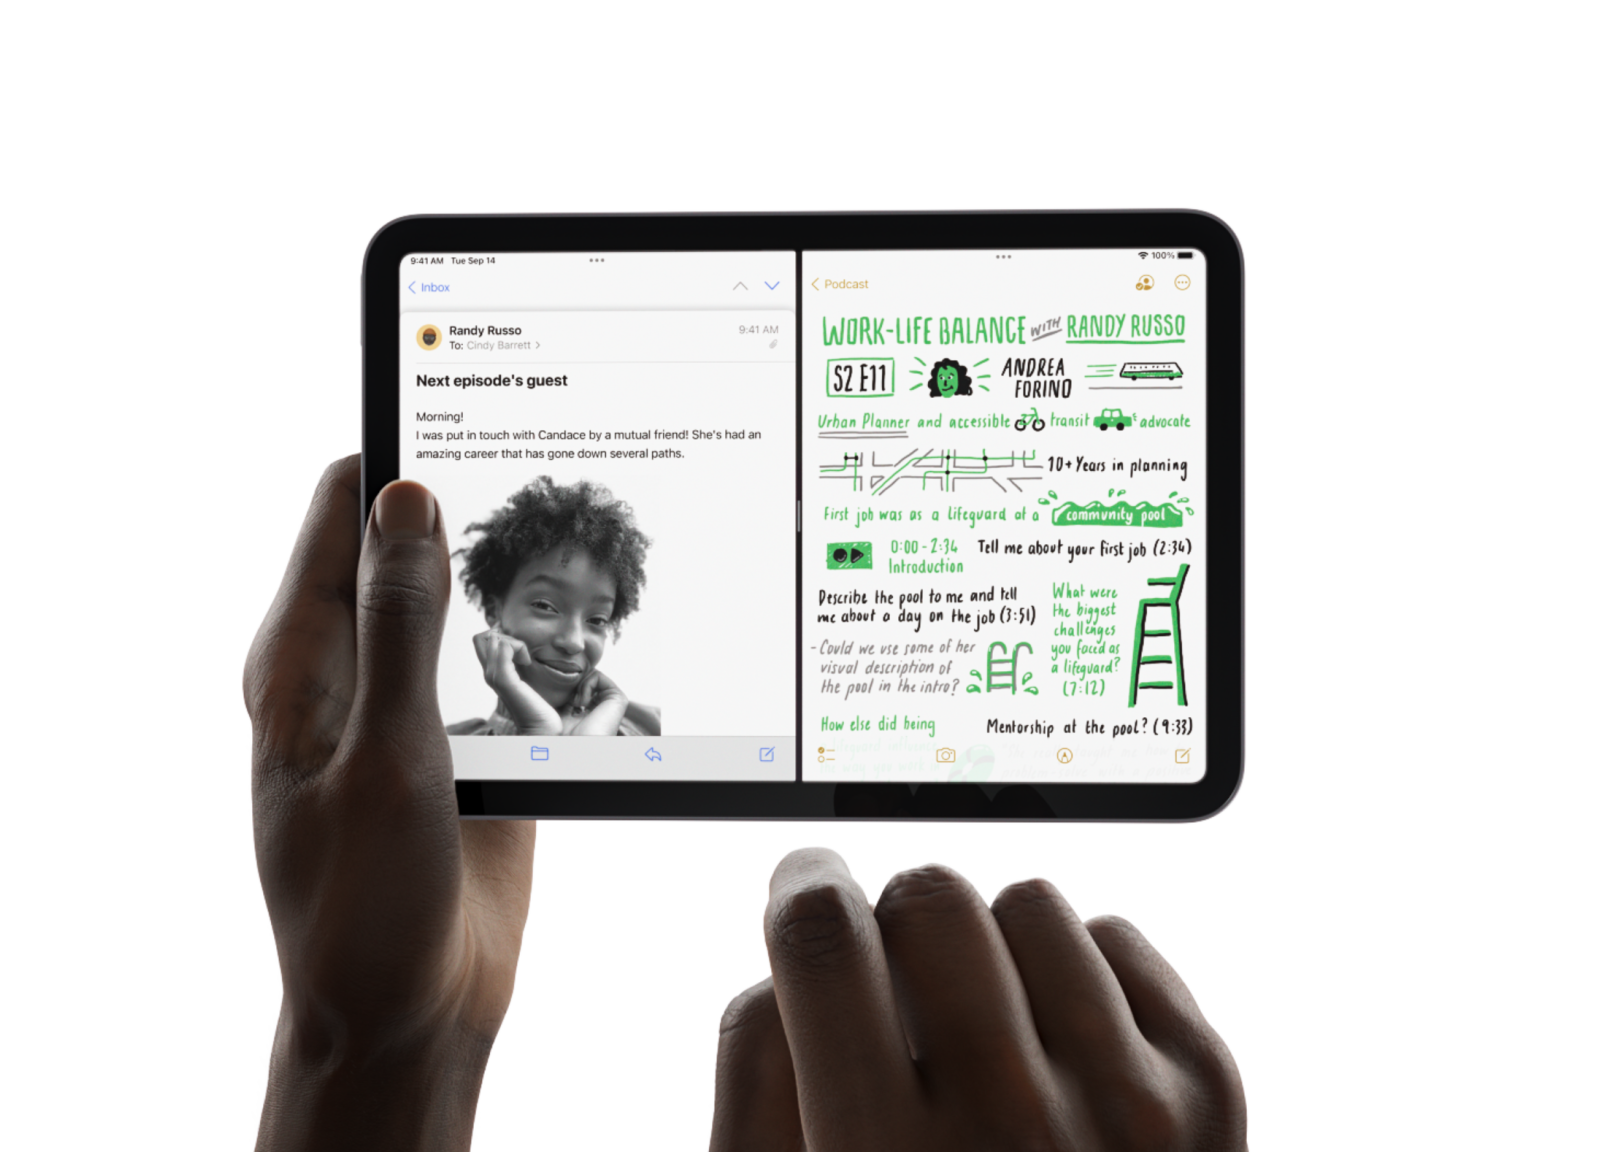 9:41 AM Tue Sep 14
Inbox
Randy Russo
9:41 AM
To: Cindy Barrett
Next episode's guest
Morning!
I was put in touch with Candace by a mutual friend! She's had an
amazing career that has gone down several paths.
100%
Podcast
WORK-LIFE BALANCE WITH RANDY RUSSO
S2 E11
ANDREA
FORINO
Urban Planner and accessible transit advocate
10+ Years in planning
First job was as a lifeguard at a community pool
0:00 - 2:34
Introduction
Tell me about your first job (2:34)
Describe the pool to me and tell
me about a day on the job (3:51)
What were
the biggest
challenges
you faced as
a lifeguard?
(7:12)
- Could we use some of her
visual description of
the pool in the intro?
How else did being
Mentorship at the pool? (9:33)